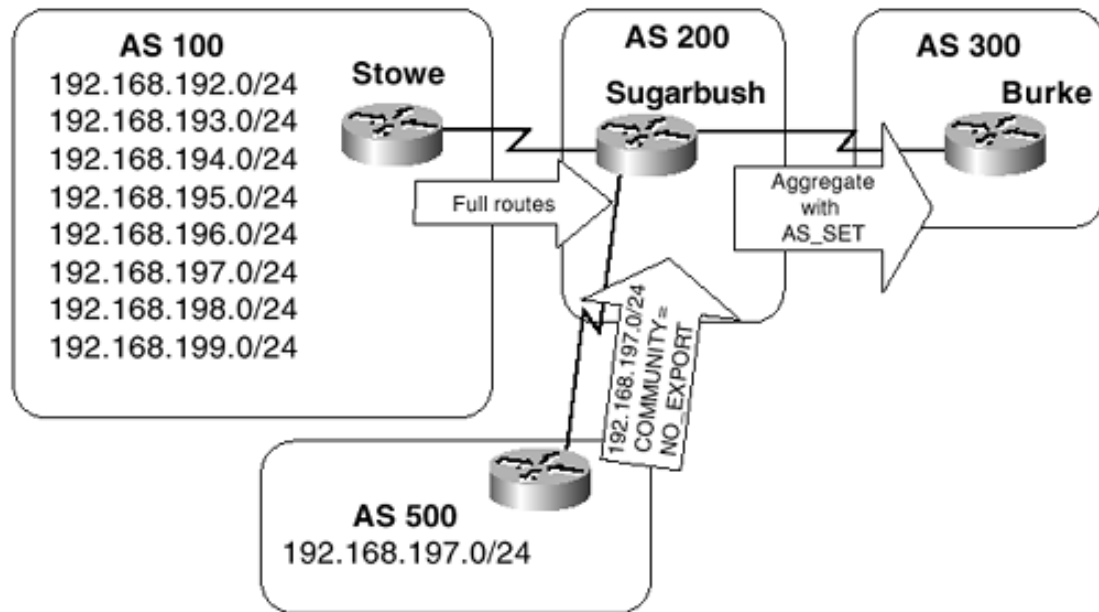 AS 100
192.168.192.0/24
192.168.193.0/24
192.168.194.0/24
192.168.195.0/24
192.168.196.0/24
192.168.197.0/24
192.168.198.0/24
192.168.199.0/24
Stowe
Full routes
AS 200
Sugarbush
AS 300
Burke
Aggregate
with
AS_SET
192.168.197.0/24
COMMUNITY=
NO_EXPORT
AS 500
192.168.197.0/24